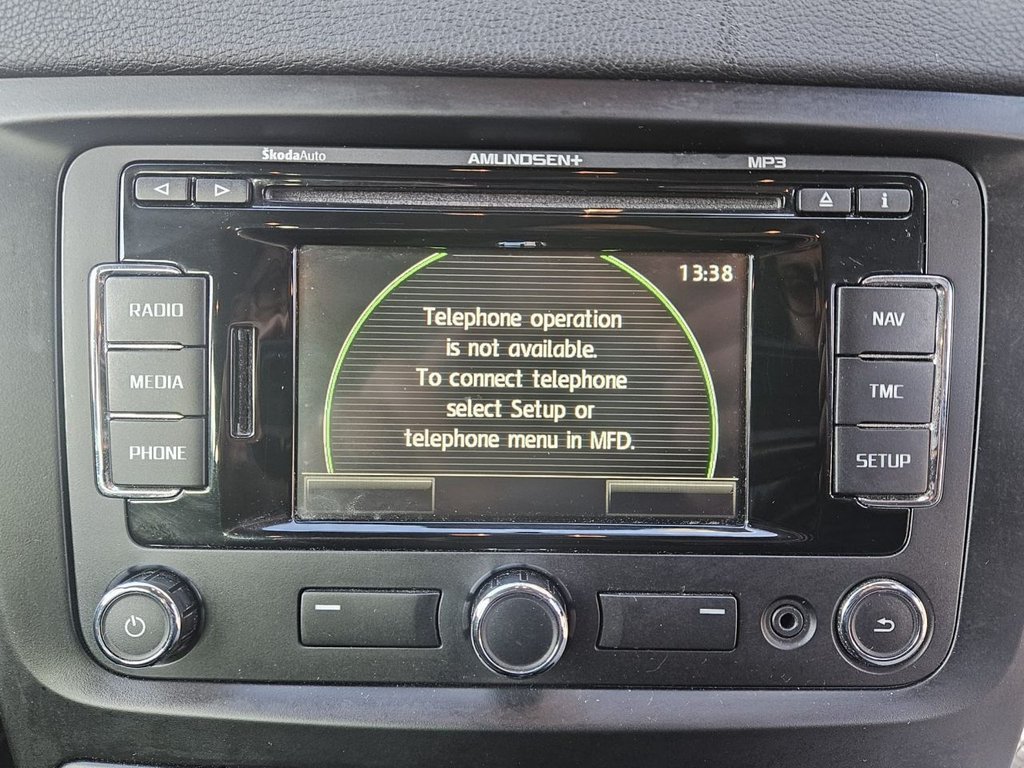 ŠkodaAuto AMUNDSEN+ MP3
i
13:38
RADIO
MEDIA
PHONE
Telephone operation
is not available.
To connect telephone
select Setup or
telephone menu in MFD.
NAV
TMC
SETUP